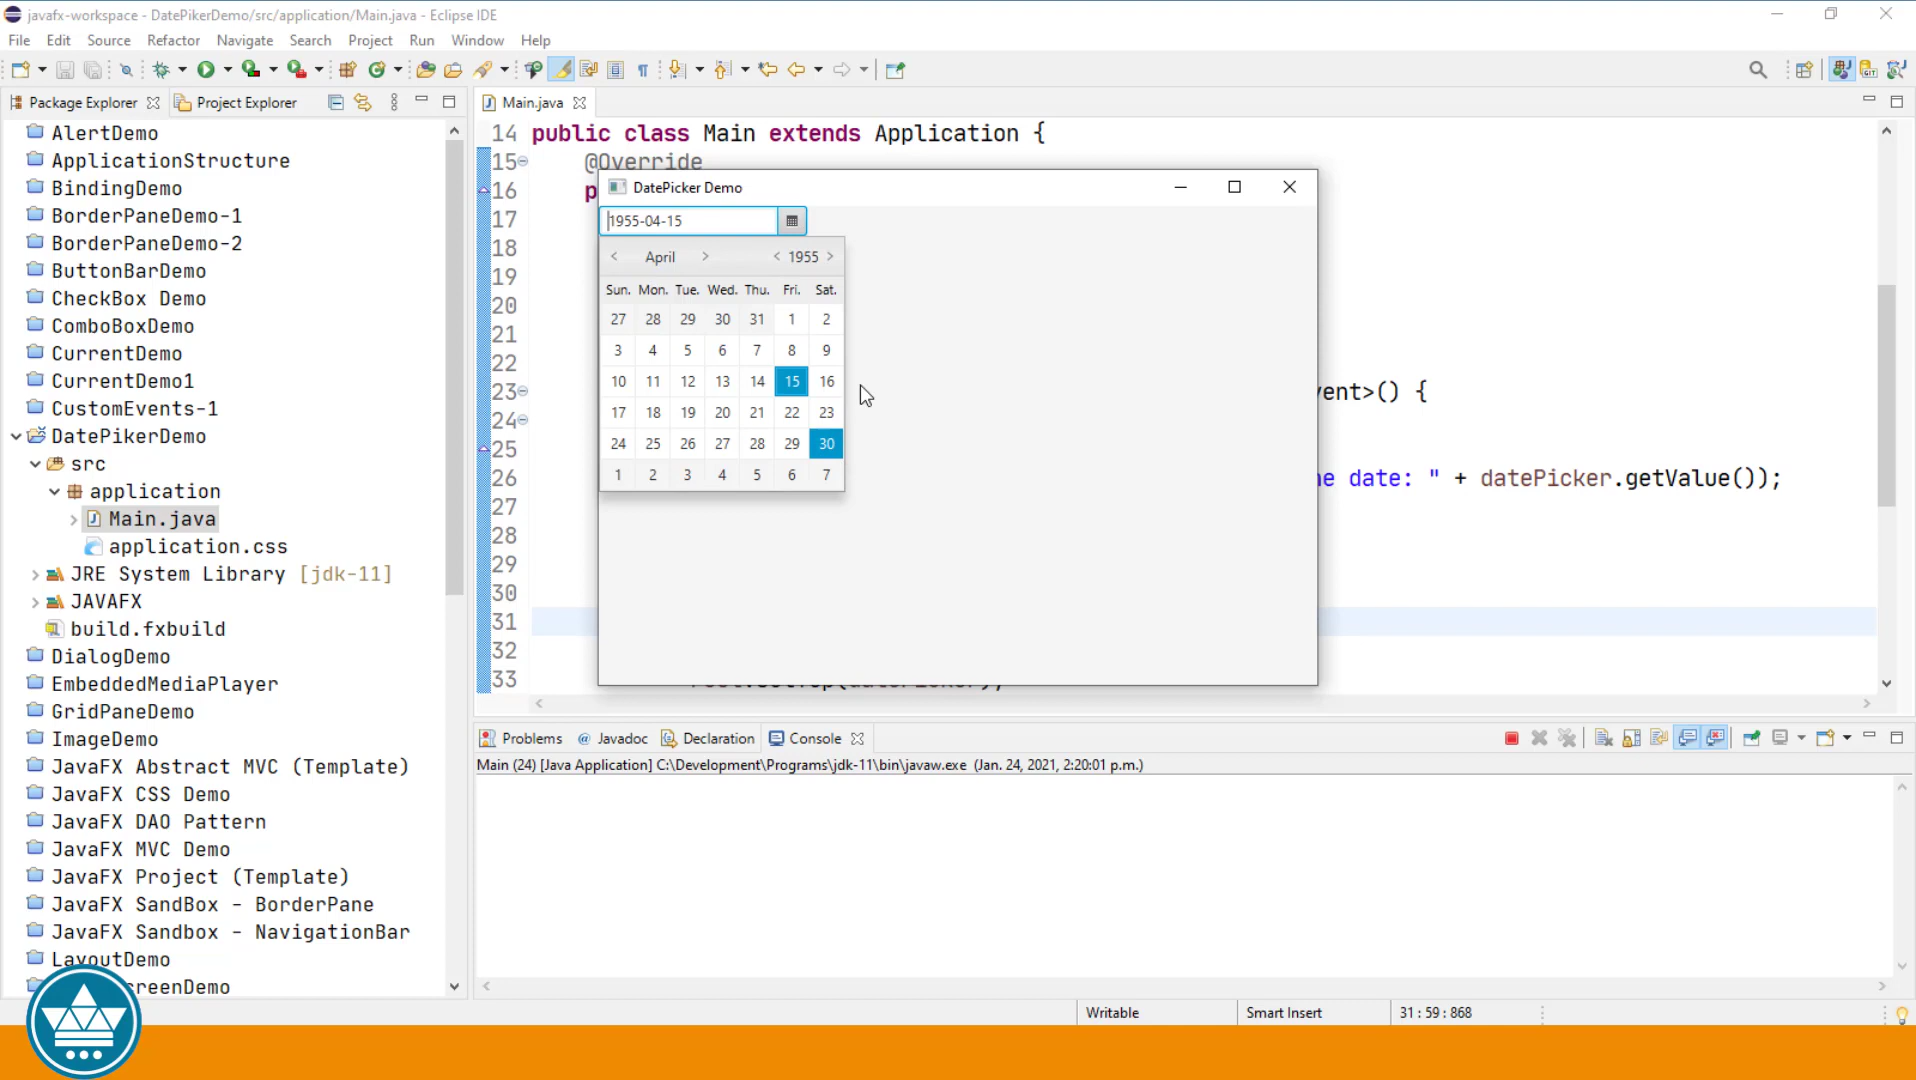 javafx-workspace - DatePikerDemo/src/application/Main.java - Eclipse IDE
File Edit Source Refactor Navigate Search Project Run Window Help
Package Explorer Project Explorer
Main.java
AlertDemo
ApplicationStructure
BindingDemo
BorderPaneDemo-1
BorderPaneDemo-2
ButtonBarDemo
CheckBox Demo
ComboBoxDemo
CurrentDemo
CurrentDemo1
CustomEvents-1
DatePikerDemo
src
application
Main.java
application.css
JRE System Library [jdk-11]
JAVAFX
build.fxbuild
DialogDemo
EmbeddedMediaPlayer
GridPaneDemo
ImageDemo
JavaFX Abstract MVC (Template)
JavaFX CSS Demo
JavaFX DAO Pattern
JavaFX MVC Demo
JavaFX Project (Template)
JavaFX SandBox - BorderPane
JavaFX Sandbox - NavigationBar
LayoutDemo
reenDemo
14 public class Main extends Application {
15 @Override
16 p
17
18
19
20
21
22
23 ent>() {
24
25
26 e date: " + datePicker.getValue());
27
28
29
30
31
32
33
DatePicker Demo
1955-04-15
< April > < 1955 >
Sun. Mon. Tue. Wed. Thu. Fri. Sat.
27 28 29 30 31 1 2
3 4 5 6 7 8 9
10 11 12 13 14 15 16
17 18 19 20 21 22 23
24 25 26 27 28 29 30
1 2 3 4 5 6 7
Problems @ Javadoc Declaration Console
Main (24) [Java Application] C:\Development\Programs\jdk-11\bin\javaw.exe (Jan. 24, 2021, 2:20:01 p.m.)
Writable Smart Insert 31 : 59 : 868